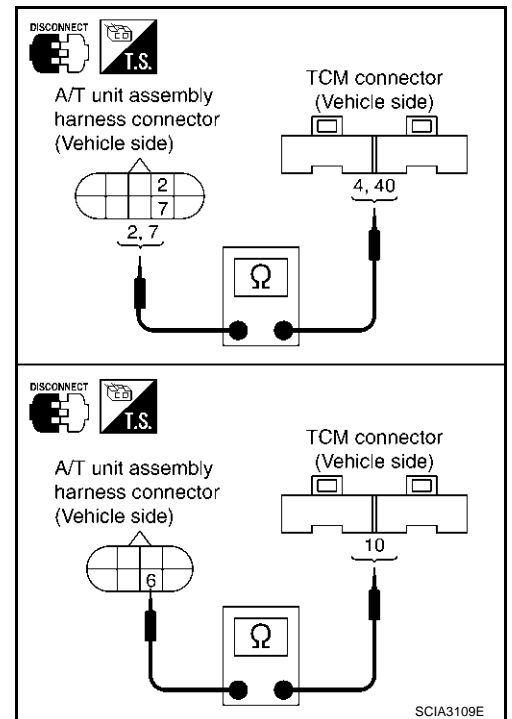 DISCONNECT
T.S.
A/T unit assembly
harness connector
(Vehicle side)
TCM connector
(Vehicle side)
2
7
2, 7
4, 40
Ω
DISCONNECT
T.S.
A/T unit assembly
harness connector
(Vehicle side)
TCM connector
(Vehicle side)
6
10
Ω
SCIA3109E